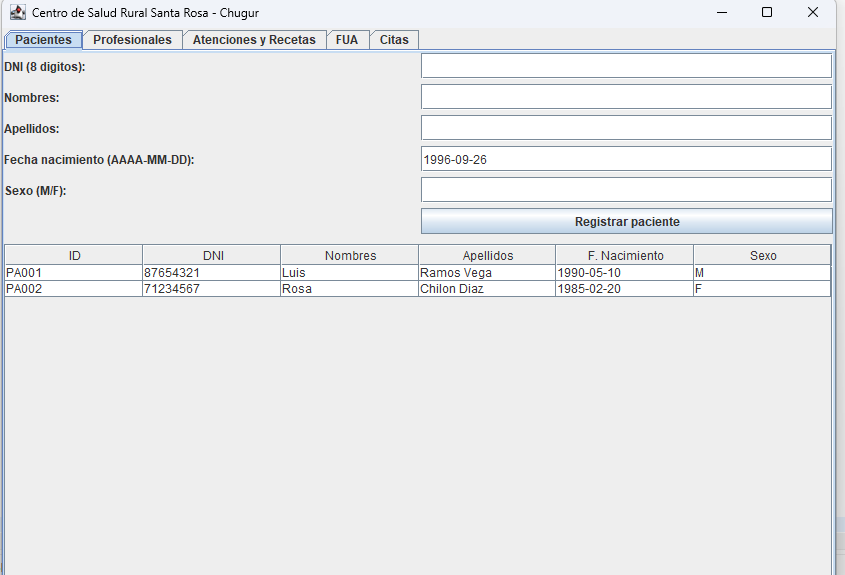 Centro de Salud Rural Santa Rosa - Chugur
Pacientes Profesionales Atenciones y Recetas FUA Citas
DNI (8 digitos):
Nombres:
Apellidos:
Fecha nacimiento (AAAA-MM-DD): 1996-09-26
Sexo (M/F):
Registrar paciente
ID DNI Nombres Apellidos F. Nacimiento Sexo
PA001 87654321 Luis Ramos Vega 1990-05-10 M
PA002 71234567 Rosa Chilon Diaz 1985-02-20 F